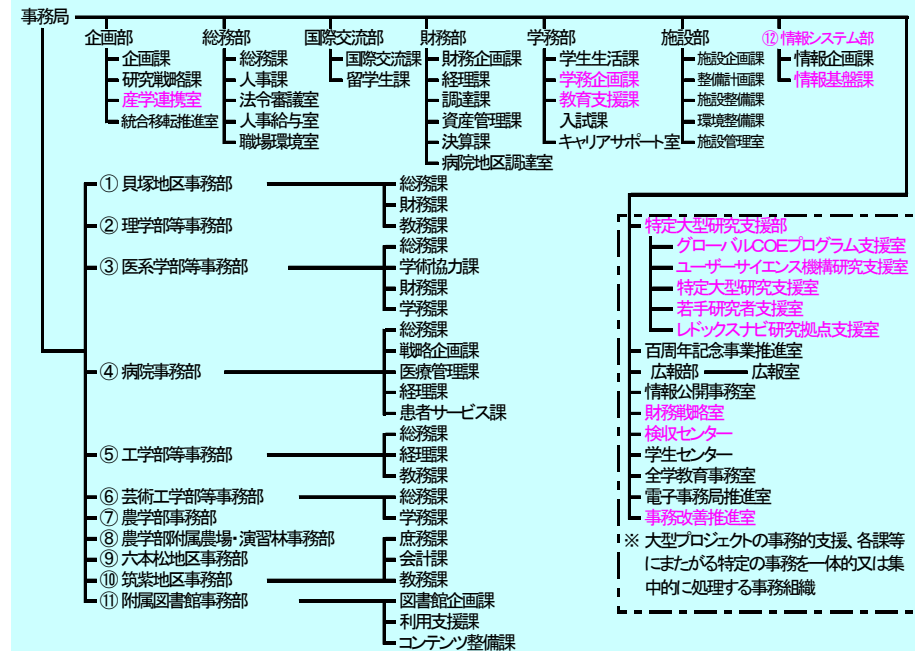 事務局
企画部
企画課
研究戦略課
産学連携室
統合移転推進室
総務部
総務課
人事課
法令審議室
人事給与室
職場環境室
国際交流部
国際交流課
留学生課
財務部
財務企画課
経理課
調達課
資産管理課
決算課
病院地区調達室
学務部
学生生活課
学務企画課
教育支援課
入試課
キャリアサポート室
施設部
施設企画課
整備計画課
施設整備課
環境整備課
施設管理室
⑫情報システム部
情報企画課
情報基盤課
①貝塚地区事務部
総務課
財務課
教務課
②理学部等事務部
③医系学部等事務部
総務課
学術協力課
財務課
学務課
④病院事務部
総務課
戦略企画課
医療管理課
経理課
患者サービス課
⑤工学部等事務部
総務課
経理課
教務課
⑥芸術工学部等事務部
総務課
学務課
⑦農学部事務部
⑧農学部附属農場・演習林事務部
⑨六本松地区事務部
⑩筑紫地区事務部
庶務課
会計課
教務課
⑪附属図書館事務部
図書館企画課
利用支援課
コンテンツ整備課
特定大型研究支援部
グローバルCOEプログラム支援室
ユーザーサイエンス機構研究支援室
特定大型研究支援室
若手研究者支援室
レドックスナビ研究拠点支援室
百周年記念事業推進室
広報部 広報室
情報公開事務室
財務戦略室
検収センター
学生センター
全学教育事務室
電子事務局推進室
事務改善推進室
※ 大型プロジェクトの事務的支援、各課等
にまたがる特定の事務を一体的又は集
中的に処理する事務組織